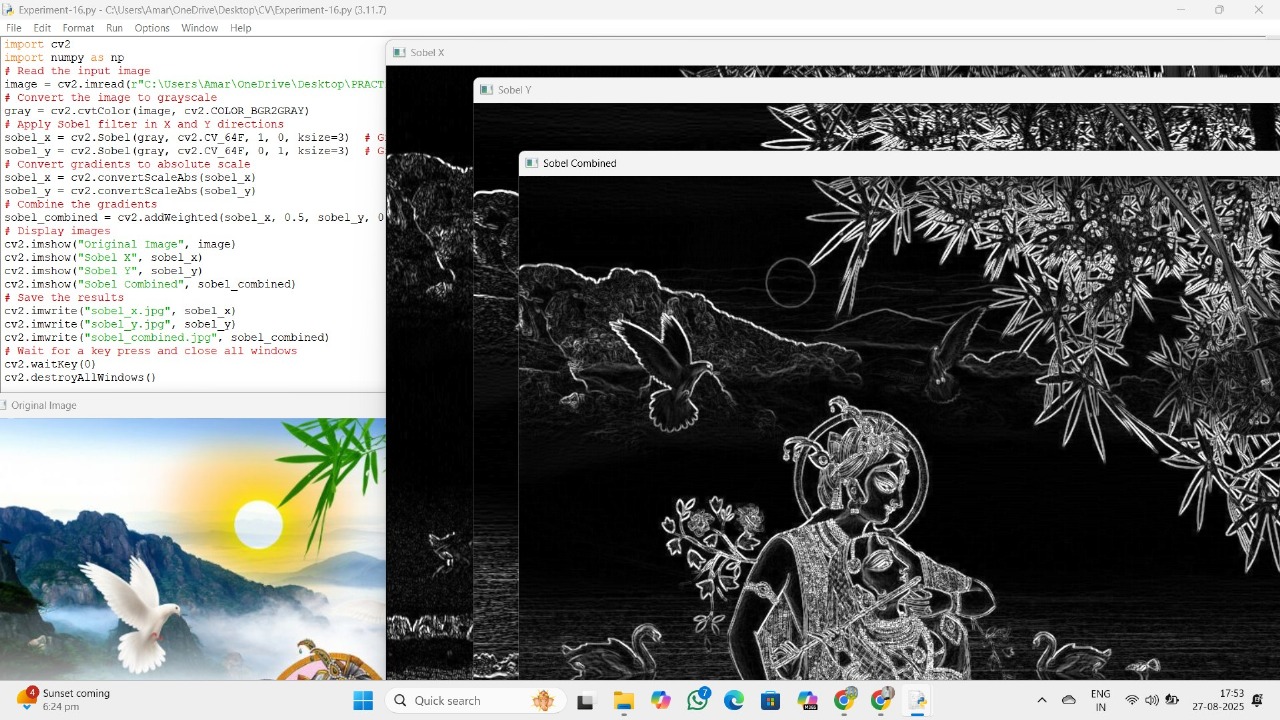 Experiment-16.py - C:\Users\Amar\OneDrive\Desktop\CV\Experiment-16.py (3.11.7)
File Edit Format Run Options Window Help
import cv2
import numpy as np
# Read the input image
image = cv2.imread(r"C:\Users\Amar\OneDrive\Desktop\PRACT
# Convert the image to grayscale
gray = cv2.cvtColor(image, cv2.COLOR_BGR2GRAY)
# Apply Sobel filter in X and Y directions
sobel_x = cv2.Sobel(gray, cv2.CV_64F, 1, 0, ksize=3)  # G
sobel_y = cv2.Sobel(gray, cv2.CV_64F, 0, 1, ksize=3)  # G
# Convert gradients to absolute scale
sobel_x = cv2.convertScaleAbs(sobel_x)
sobel_y = cv2.convertScaleAbs(sobel_y)
# Combine the gradients
sobel_combined = cv2.addWeighted(sobel_x, 0.5, sobel_y, 0
# Display images
cv2.imshow("Original Image", image)
cv2.imshow("Sobel X", sobel_x)
cv2.imshow("Sobel Y", sobel_y)
cv2.imshow("Sobel Combined", sobel_combined)
# Save the results
cv2.imwrite("sobel_x.jpg", sobel_x)
cv2.imwrite("sobel_y.jpg", sobel_y)
cv2.imwrite("sobel_combined.jpg", sobel_combined)
# Wait for a key press and close all windows
cv2.waitKey(0)
cv2.destroyAllWindows()
Sobel X
Sobel Y
Sobel Combined
Original Image
4
Sunset coming
6:24 pm
Quick search
7
M365
ENG
IN
17:53
27-08-2025